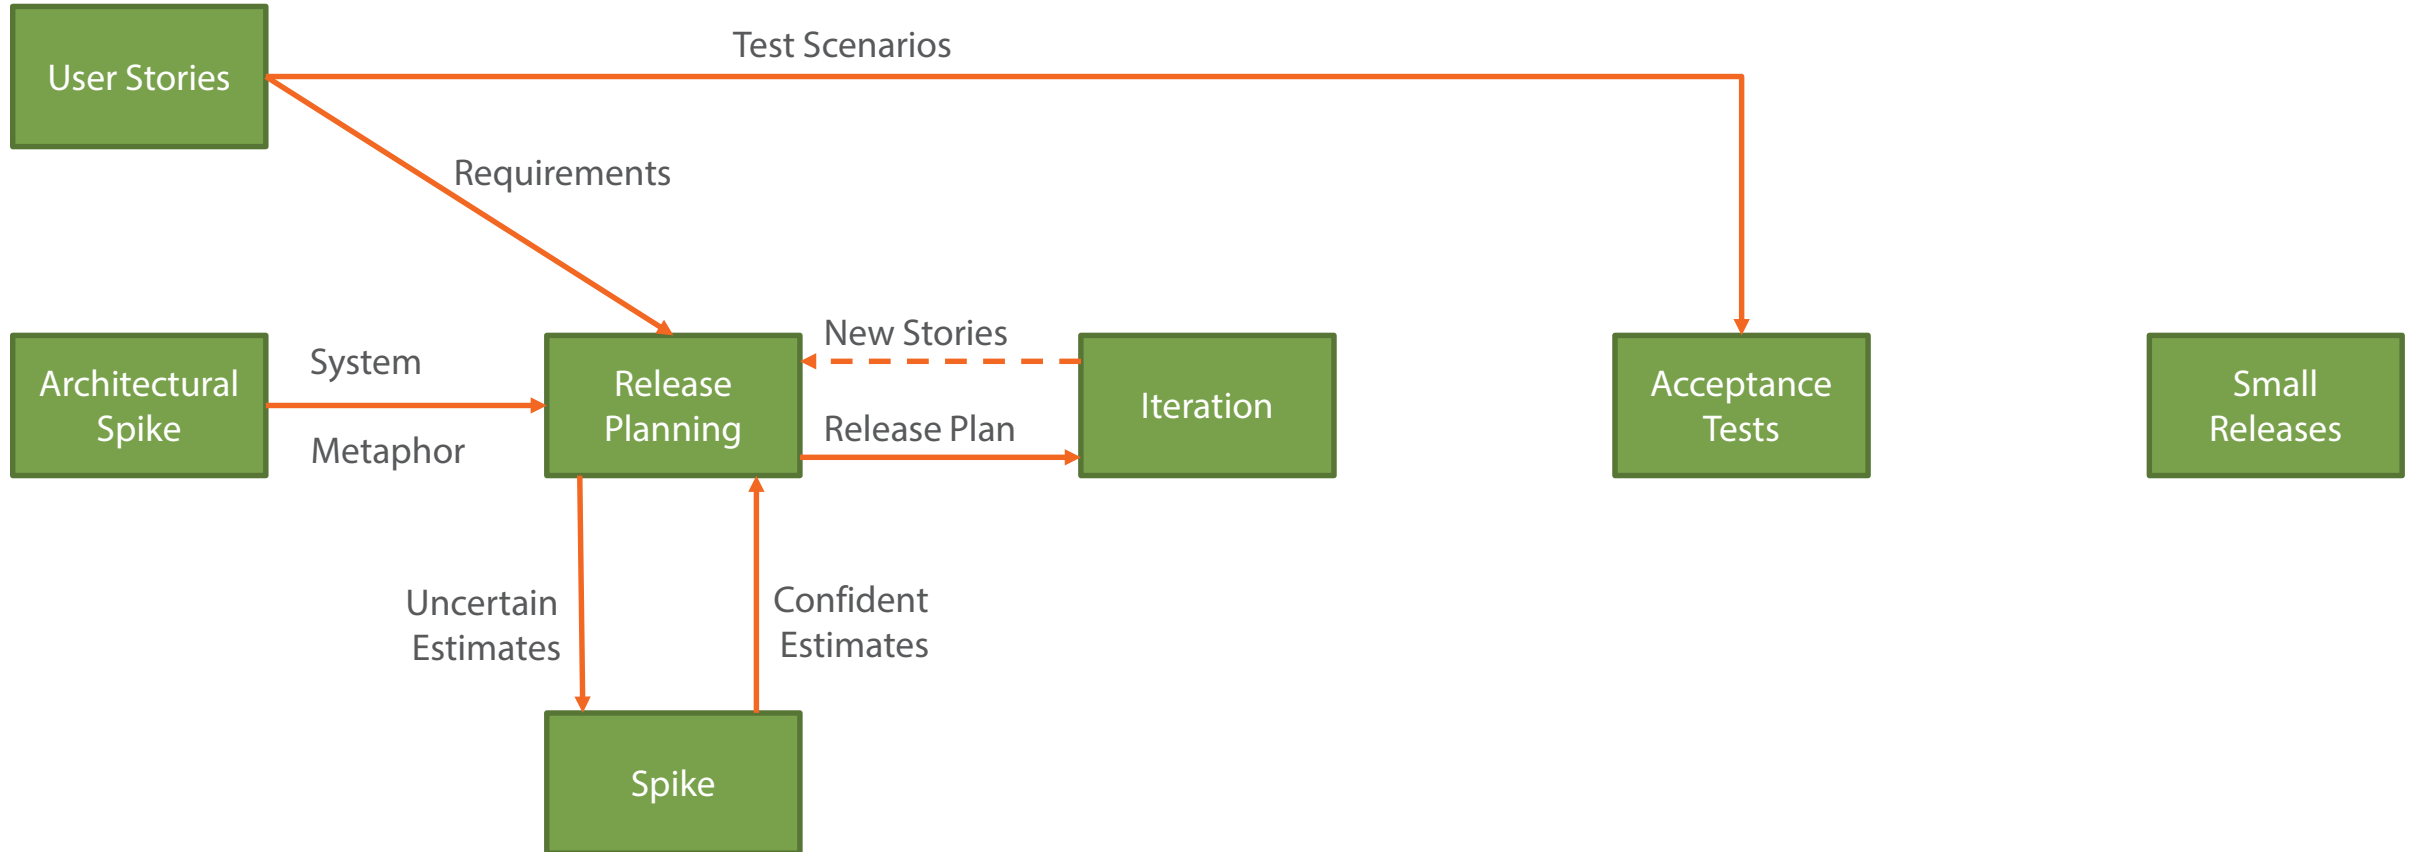 Test Scenarios
User Stories
Requirements
New Stories
System
Architectural
Spike
Release
Planning
Iteration
Acceptance
Tests
Small
Releases
Release Plan
Metaphor
Uncertain
Estimates
Confident
Estimates
Spike